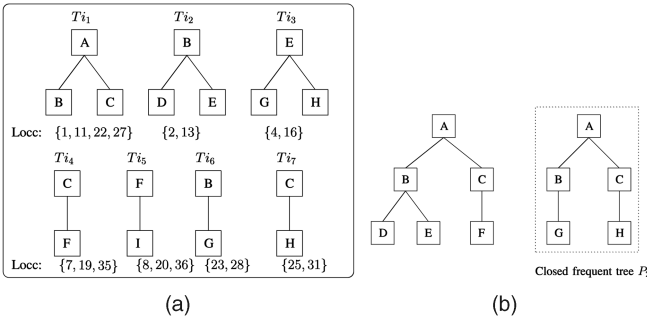 Ti1 Ti2 Ti3
A B E
B C D E G H
Locc: {1, 11, 22, 27} {2, 13} {4, 16}
Ti4 Ti5 Ti6 Ti7
C F B C
F I G H
Locc: {7, 19, 35} {8, 20, 36} {23, 28} {25, 31}
(a)
A A
B C B C
D E F G H
Closed frequent tree
(b)